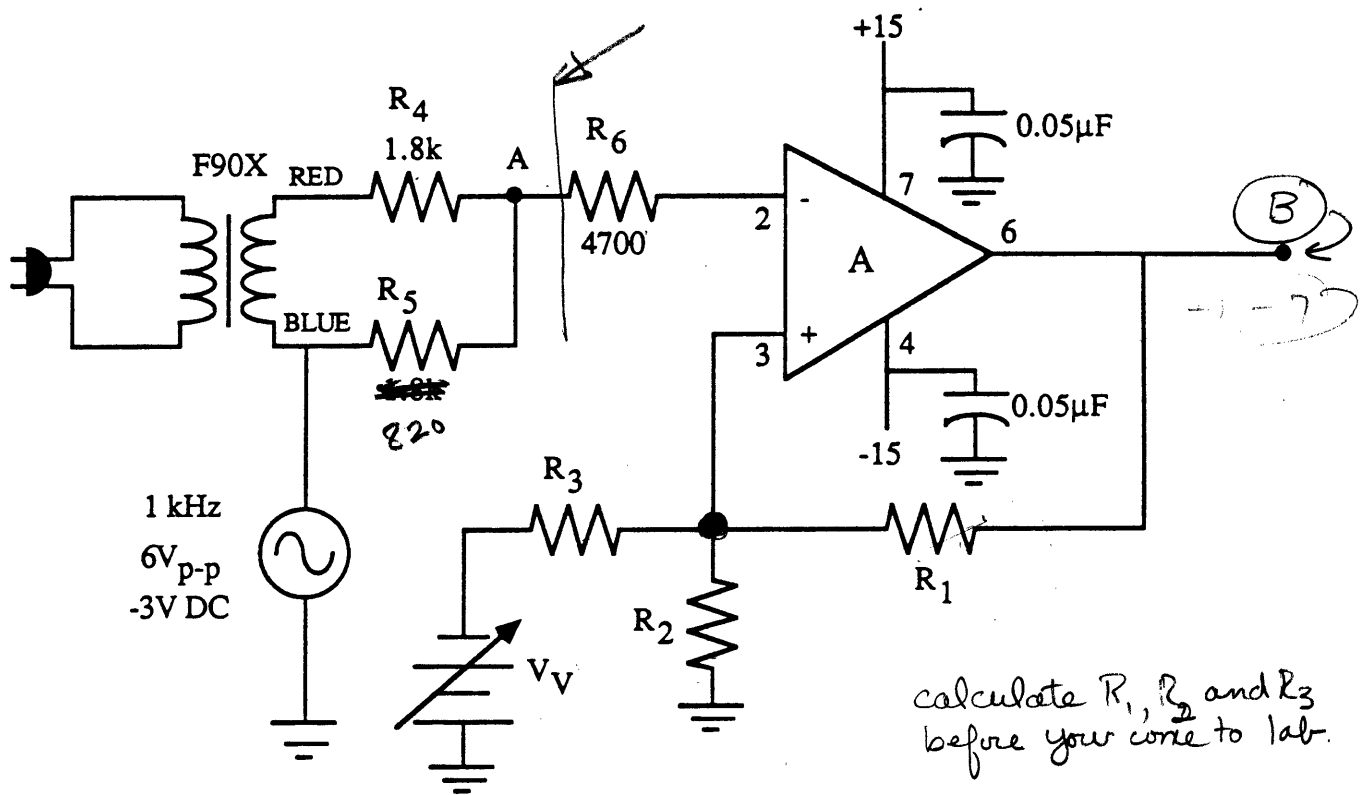 +15
R4
1.8k
F90X
RED
A
R6
4700
0.05µF
7
2
-
A
6
B
R5
BLUE
820
3
+
4
0.05µF
-15
R3
1 kHz
6Vp-p
-3V DC
R1
R2
VV
calculate R1, R2 and R3
before your come to lab.